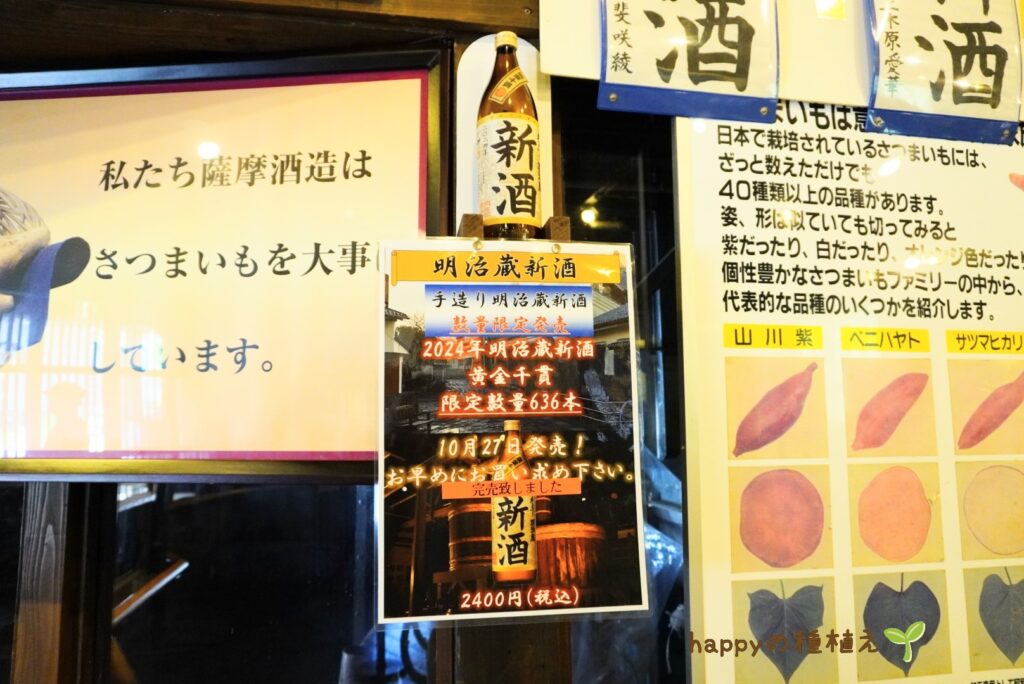 私たち薩摩酒造は
さつまいもを大事に
しています。
新酒
明治蔵新酒
手造り明治蔵新酒
数量限定発売
2024年明治蔵新酒
黄金千貫
限定数量636本
10月27日発売!
お早めにお買い求め下さい。
完売致しました
新酒
2400円(税込)
酒
斐咲綾
酒
木原愛華
日本で栽培されているさつまいもには、
ざっと数えただけでも
40種類以上の品種があります。
姿、形は似ていても切ってみると
紫だったり、白だったり、オレンジ色だったり
個性豊かなさつまいもファミリーの中から、
代表的な品種のいくつかを紹介します。
山川紫
ベニハヤト
サツマヒカリ
happyの種植え